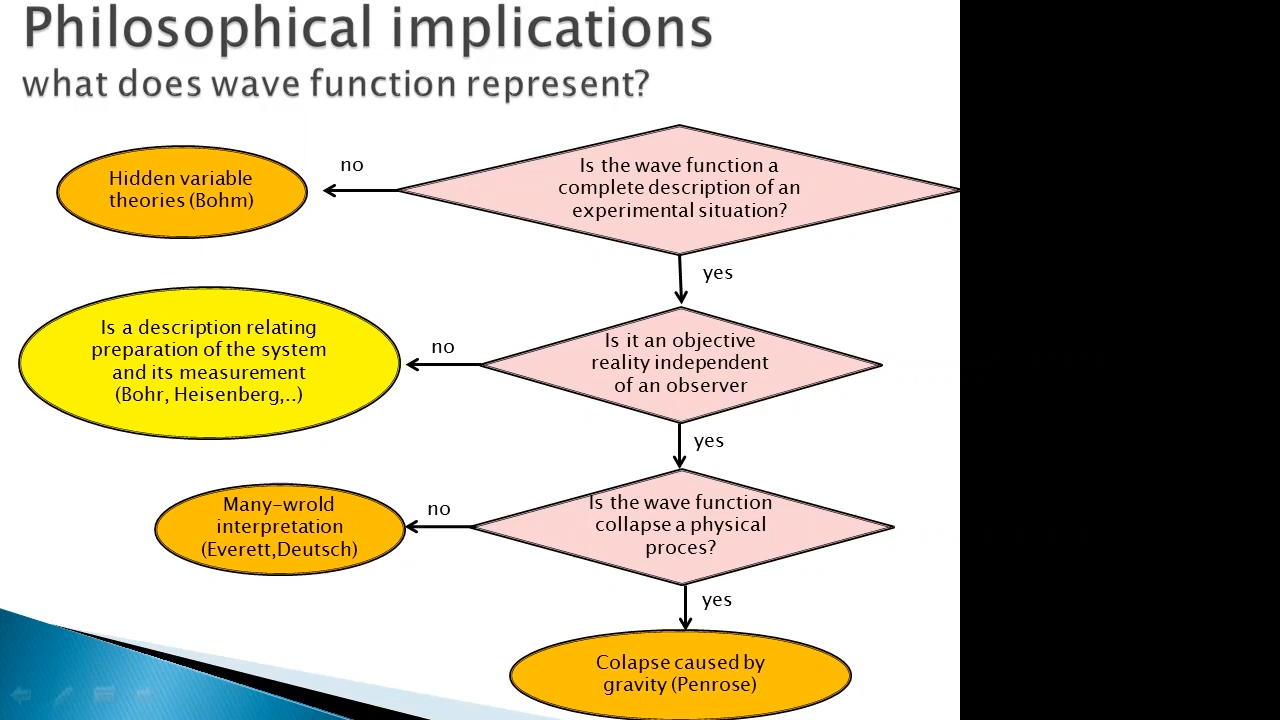 Philosophical implications
what does wave function represent?
Is the wave function a
complete description of an
experimental situation?
no
Hidden variable
theories (Bohm)
yes
Is it an objective
reality independent
of an observer
no
Is a description relating
preparation of the system
and its measurement
(Bohr, Heisenberg,..)
yes
Is the wave function
collapse a physical
proces?
no
Many-wrold
interpretation
(Everett,Deutsch)
yes
Colapse caused by
gravity (Penrose)